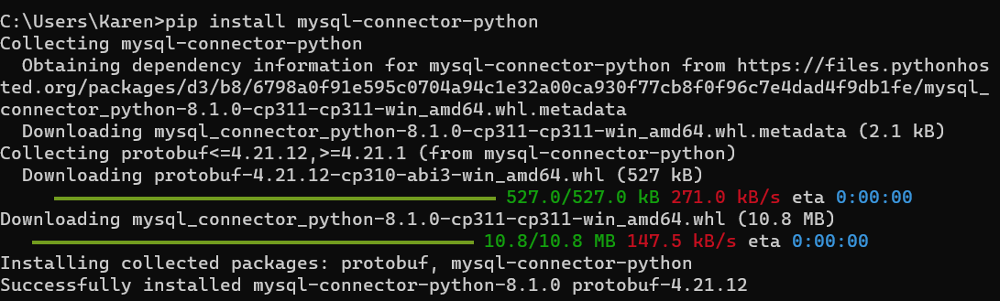 C:\Users\Karen>pip install mysql-connector-python
Collecting mysql-connector-python
  Obtaining dependency information for mysql-connector-python from https://files.pythonhos
ted.org/packages/d3/b8/6798a0f91e595c0704a94c1e32a00ca930f77cb8f0f96c7e4dad4f9db1fe/mysql_
connector_python-8.1.0-cp311-cp311-win_amd64.whl.metadata
  Downloading mysql_connector_python-8.1.0-cp311-cp311-win_amd64.whl.metadata (2.1 kB)
Collecting protobuf<=4.21.12,>=4.21.1 (from mysql-connector-python)
  Downloading protobuf-4.21.12-cp310-abi3-win_amd64.whl (527 kB)
527.0/527.0 kB 271.0 kB/s eta 0:00:00
Downloading mysql_connector_python-8.1.0-cp311-cp311-win_amd64.whl (10.8 MB)
10.8/10.8 MB 147.5 kB/s eta 0:00:00
Installing collected packages: protobuf, mysql-connector-python
Successfully installed mysql-connector-python-8.1.0 protobuf-4.21.12